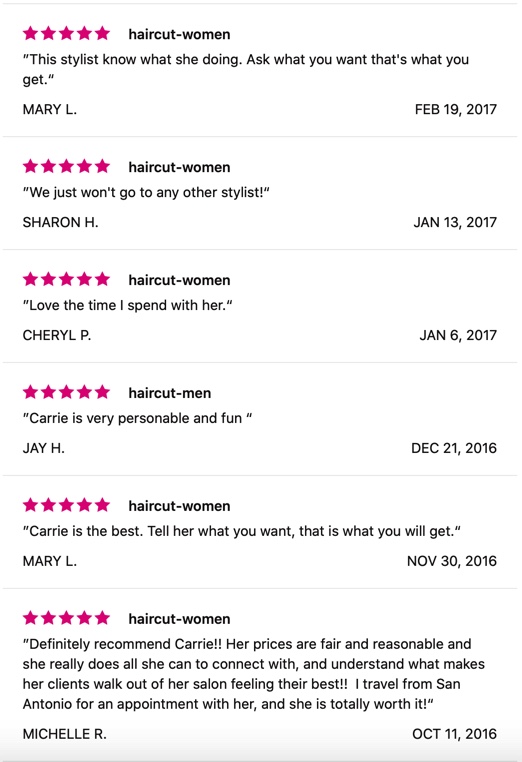 haircut-women
”This stylist know what she doing. Ask what you want that's what you
get.“
MARY L.
FEB 19, 2017
haircut-women
”We just won't go to any other stylist!“
SHARON H.
JAN 13, 2017
haircut-women
”Love the time I spend with her.“
CHERYL P.
JAN 6, 2017
haircut-men
”Carrie is very personable and fun “
JAY H.
DEC 21, 2016
haircut-women
”Carrie is the best. Tell her what you want, that is what you will get.“
MARY L.
NOV 30, 2016
haircut-women
”Definitely recommend Carrie!! Her prices are fair and reasonable and
she really does all she can to connect with, and understand what makes
her clients walk out of her salon feeling their best!!  I travel from San
Antonio for an appointment with her, and she is totally worth it!“
MICHELLE R.
OCT 11, 2016